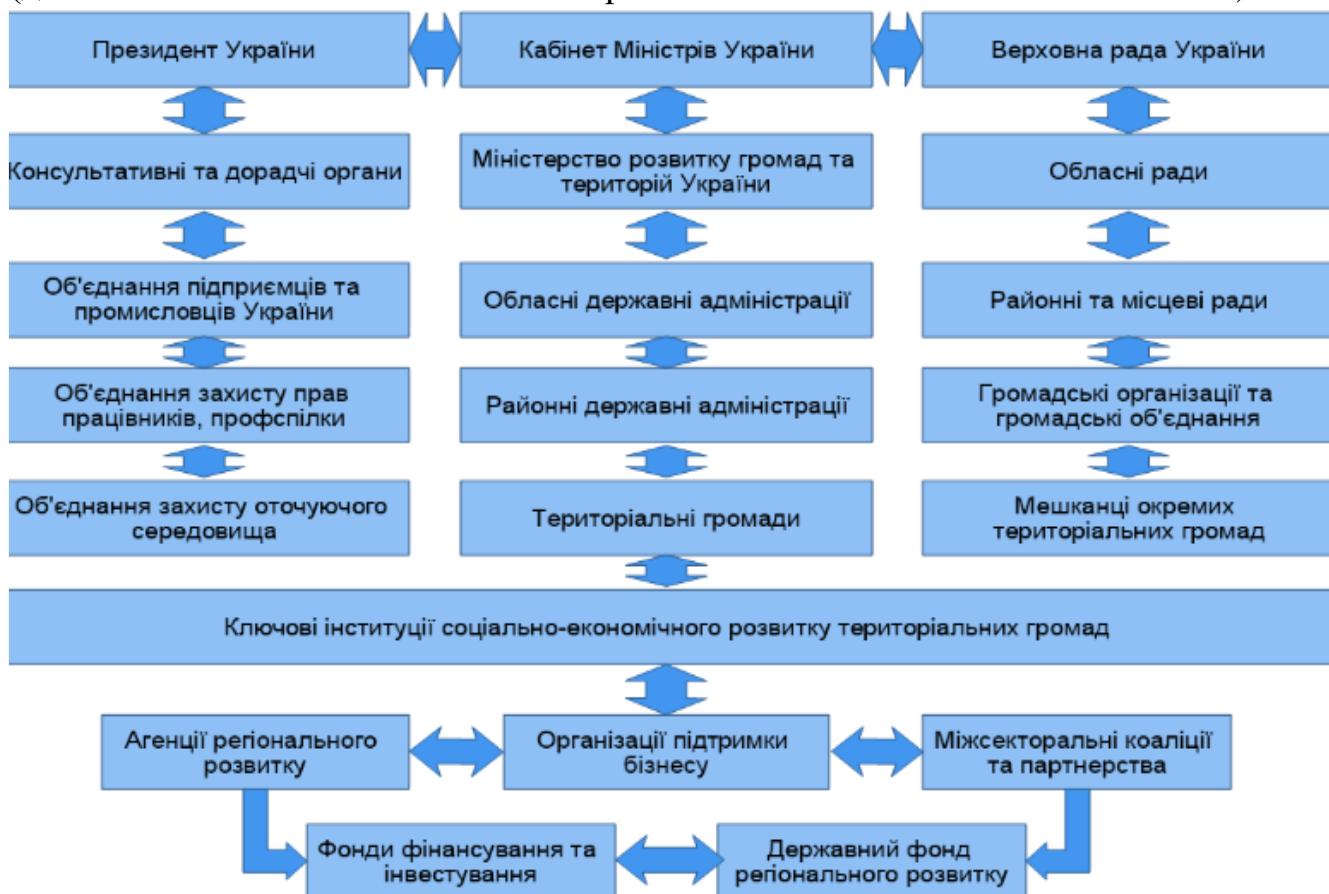 Президент України
Кабінет Міністрів України
Верховна рада України
Консультативні та дорадчі органи
Міністерство розвитку громад та
територій України
Обласні ради
Об'єднання підприємців та
промисловців України
Обласні державні адміністрації
Районні та місцеві ради
Об'єднання захисту прав
працівників, профспілки
Районні державні адміністрації
Громадські організації та
громадські об'єднання
Об'єднання захисту оточуючого
середовища
Територіальні громади
Мешканці окремих
територіальних громад
Ключові інституції соціально-економічного розвитку територіальних громад
Агенції регіонального
розвитку
Організації підтримки
бізнесу
Міжсекторальні коаліції
та партнерства
Фонди фінансування та
інвестування
Державний фонд
регіонального розвитку